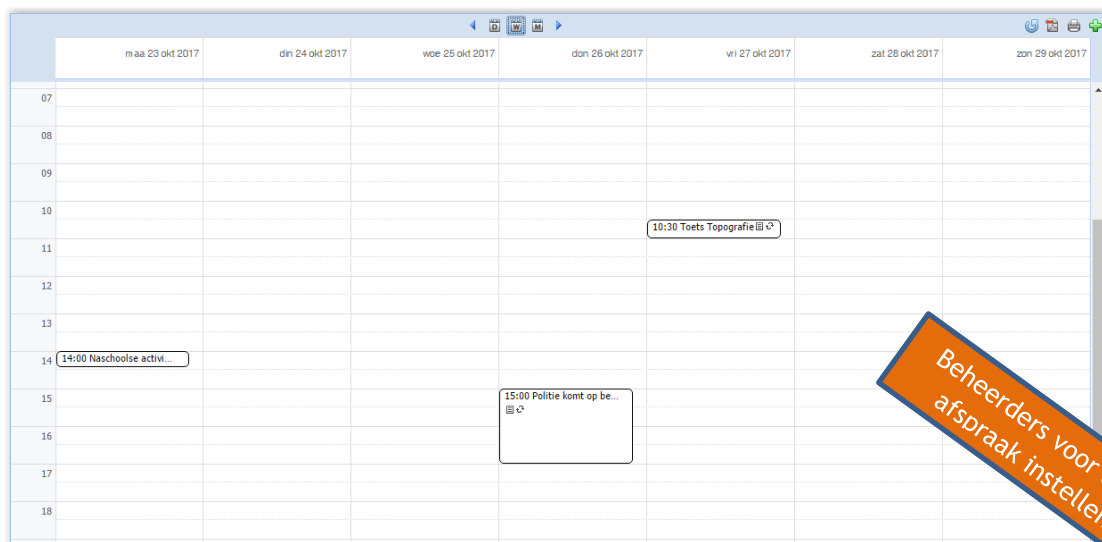 D W M
maa 23 okt 2017 din 24 okt 2017 woe 25 okt 2017 don 26 okt 2017 vri 27 okt 2017 zat 28 okt 2017 zon 29 okt 2017
07
08
09
10
10:30 Toets Topografie
11
12
13
14
14:00 Naschoolse activi...
15
15:00 Politie komt op be...
16
17
18
Beheerders voor
afspraak instellen